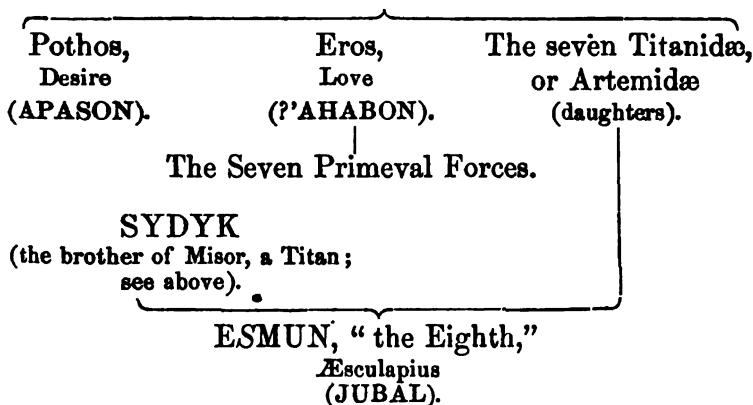 Pothos, Eros, The seven Titanidæ,
Desire Love or Artemidæ
(APASON). (?'AHABON). (daughters).
The Seven Primeval Forces.
SYDYK
(the brother of Misor, a Titan;
see above).
ESMUN, “the Eighth,”
Æsculapius
(JUBAL).